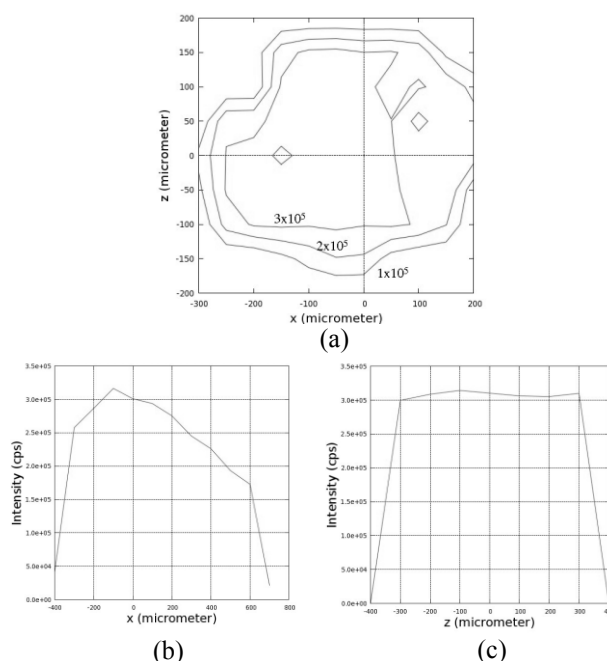 200
150
100
50
0
-50
-100
-150
-200
z (micrometer)
3x10⁵
2x10⁵
1x10⁵
-300 -200 -100 0 100 200
x (micrometer)
(a)
3.5e+05
3.0e+05
2.5e+05
2.0e+05
1.5e+05
1.0e+05
5.0e+04
0.0e+00
Intensity (cps)
-400 -200 0 200 400 600 800
x (micrometer)
(b)
3.5e+05
3.0e+05
2.5e+05
2.0e+05
1.5e+05
1.0e+05
5.0e+04
0.0e+00
Intensity (cps)
-400 -300 -200 -100 0 100 200 300
z (micrometer)
(c)